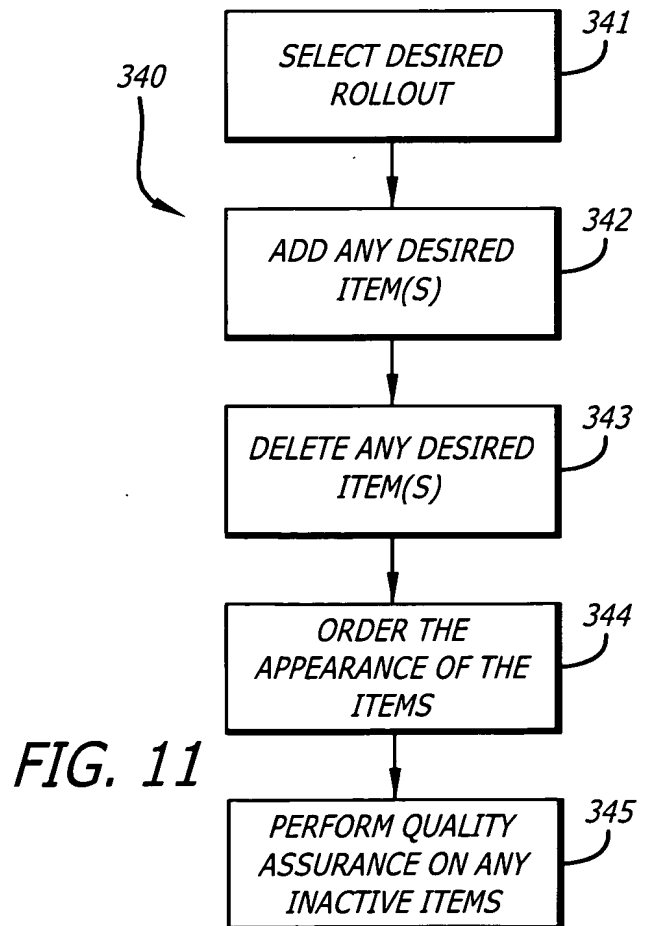 341
SELECT DESIRED
ROLLOUT
340
342
ADD ANY DESIRED
ITEM(S)
343
DELETE ANY DESIRED
ITEM(S)
344
ORDER THE
APPEARANCE OF THE
ITEMS
FIG. 11
345
PERFORM QUALITY
ASSURANCE ON ANY
INACTIVE ITEMS